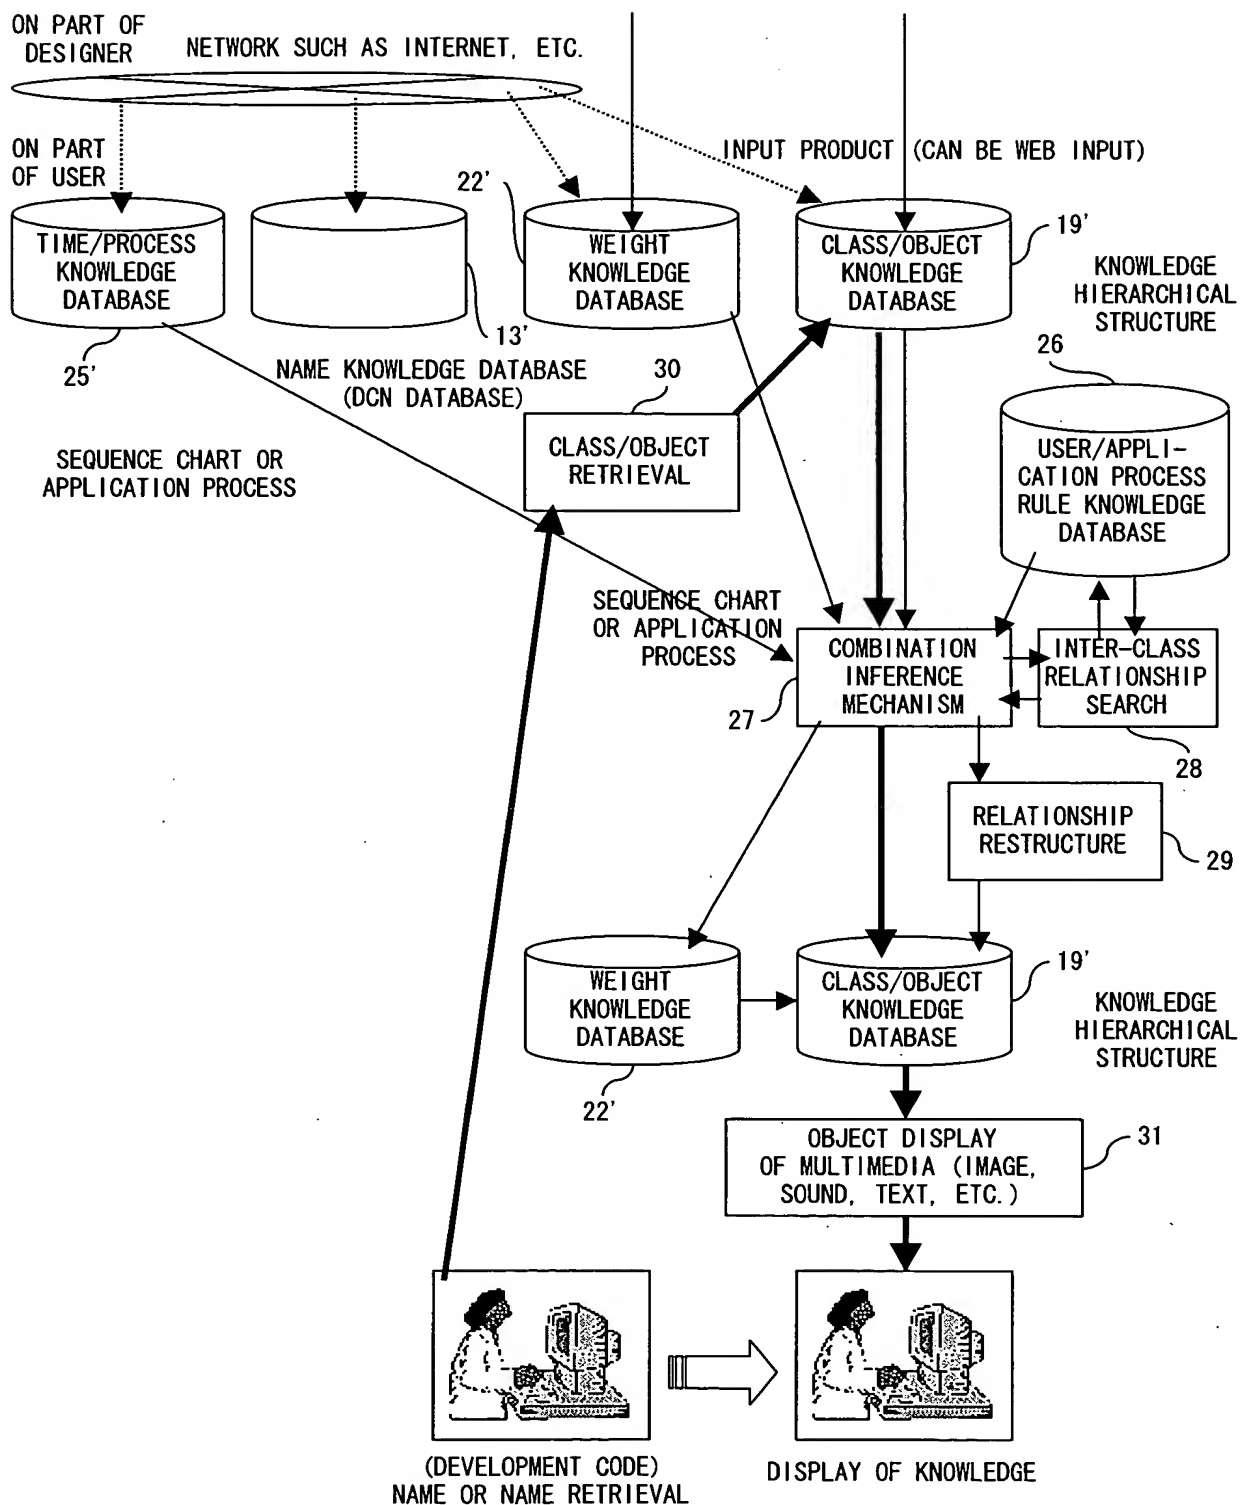 ON PART OF
DESIGNER
NETWORK SUCH AS INTERNET, ETC.
ON PART
OF USER
INPUT PRODUCT (CAN BE WEB INPUT)
22'
TIME/PROCESS
KNOWLEDGE
DATABASE
WEIGHT
KNOWLEDGE
DATABASE
CLASS/OBJECT
KNOWLEDGE
DATABASE
19'
KNOWLEDGE
HIERARCHICAL
STRUCTURE
25'
13'
NAME KNOWLEDGE DATABASE
(DCN DATABASE)
30
26
CLASS/OBJECT
RETRIEVAL
USER/APPLI-
CATION PROCESS
RULE KNOWLEDGE
DATABASE
SEQUENCE CHART OR
APPLICATION PROCESS
SEQUENCE CHART
OR APPLICATION
PROCESS
COMBINATION
INFERENCE
MECHANISM
27
INTER-CLASS
RELATIONSHIP
SEARCH
28
RELATIONSHIP
RESTRUCTURE
29
WEIGHT
KNOWLEDGE
DATABASE
22'
CLASS/OBJECT
KNOWLEDGE
DATABASE
19'
KNOWLEDGE
HIERARCHICAL
STRUCTURE
OBJECT DISPLAY
OF MULTIMEDIA (IMAGE,
SOUND, TEXT, ETC.)
31
(DEVELOPMENT CODE)
NAME OR NAME RETRIEVAL
DISPLAY OF KNOWLEDGE